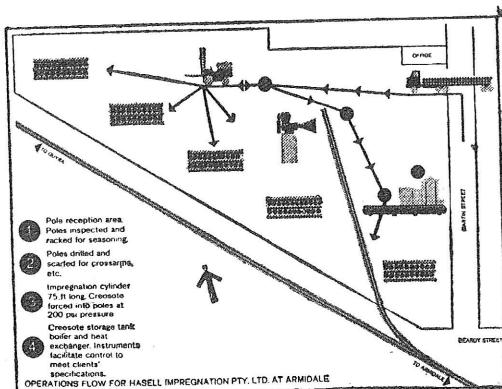 OFFICE
TO GUYRA
BARTH STREET
BEARDY STREET
TO ARMIDALE
1
Pole reception area.
Poles inspected and
racked for seasoning.
2
Poles drilled and
scarfed for crossarms,
etc.
3
Impregnation cylinder
75 ft long. Creosote
forced into poles at
200 psi pressure
4
Creosote storage tank
boiler and heat
exchanger. Instruments
facilitate control to
meet clients'
specifications.
OPERATIONS FLOW FOR HASELL IMPREGNATION PTY. LTD. AT ARMIDALE